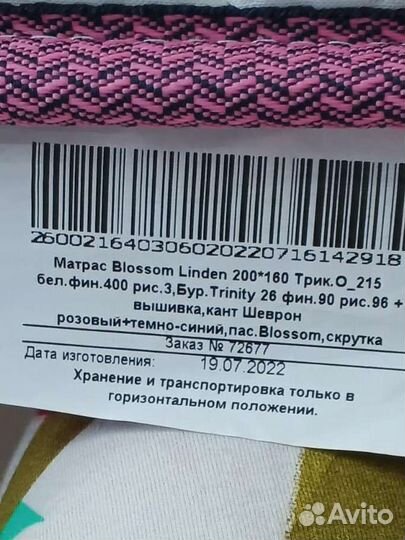 26002164030602022071614 2918
Матрас Blossom Linden 200*160 Трик.О_215
бел.фин.400 рис.3,Бур.Trinity 26 фин.90 рис.96 +
вышивка,кант Шеврон
розовый+темно-синий,пас.Blossom,скрутка
Заказ № 72677
Дата изготовления: 19.07.2022
Хранение и транспортировка только в
горизонтальном положении.
Avito